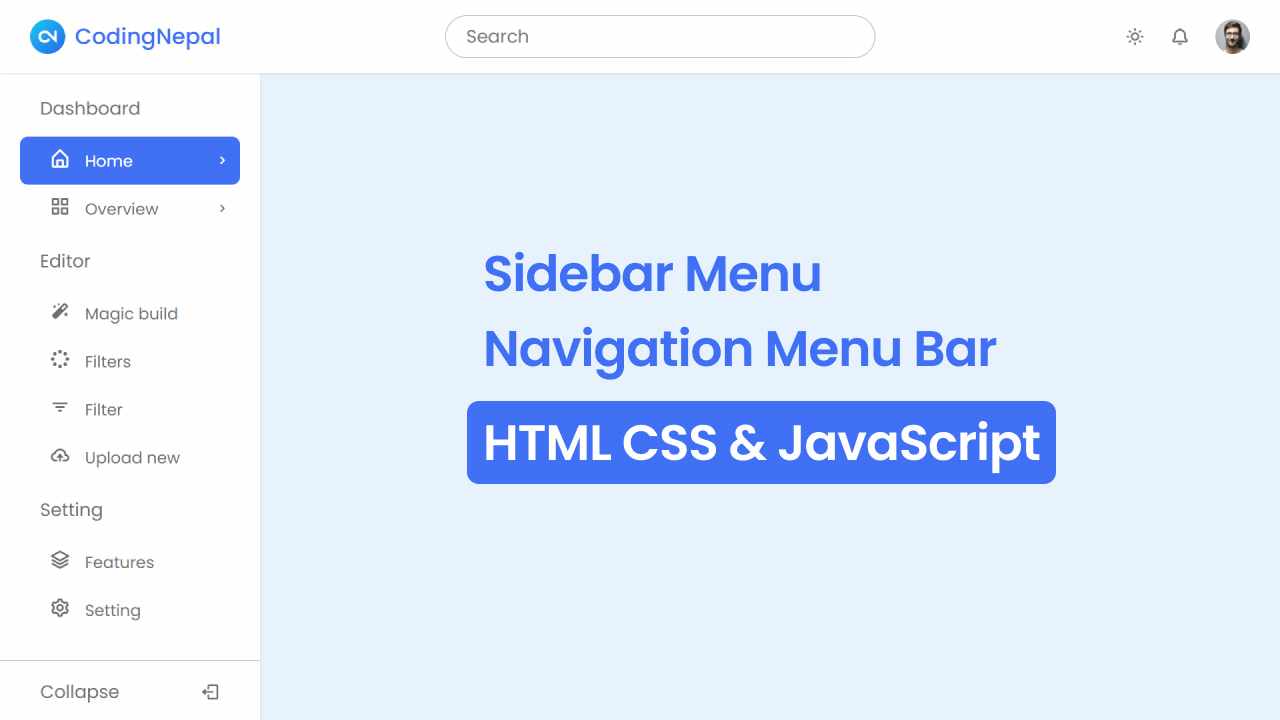 CodingNepal
Search
Dashboard
Home
Overview
Editor
Magic build
Filters
Filter
Upload new
Setting
Features
Setting
Collapse
Sidebar Menu
Navigation Menu Bar
HTML CSS & JavaScript